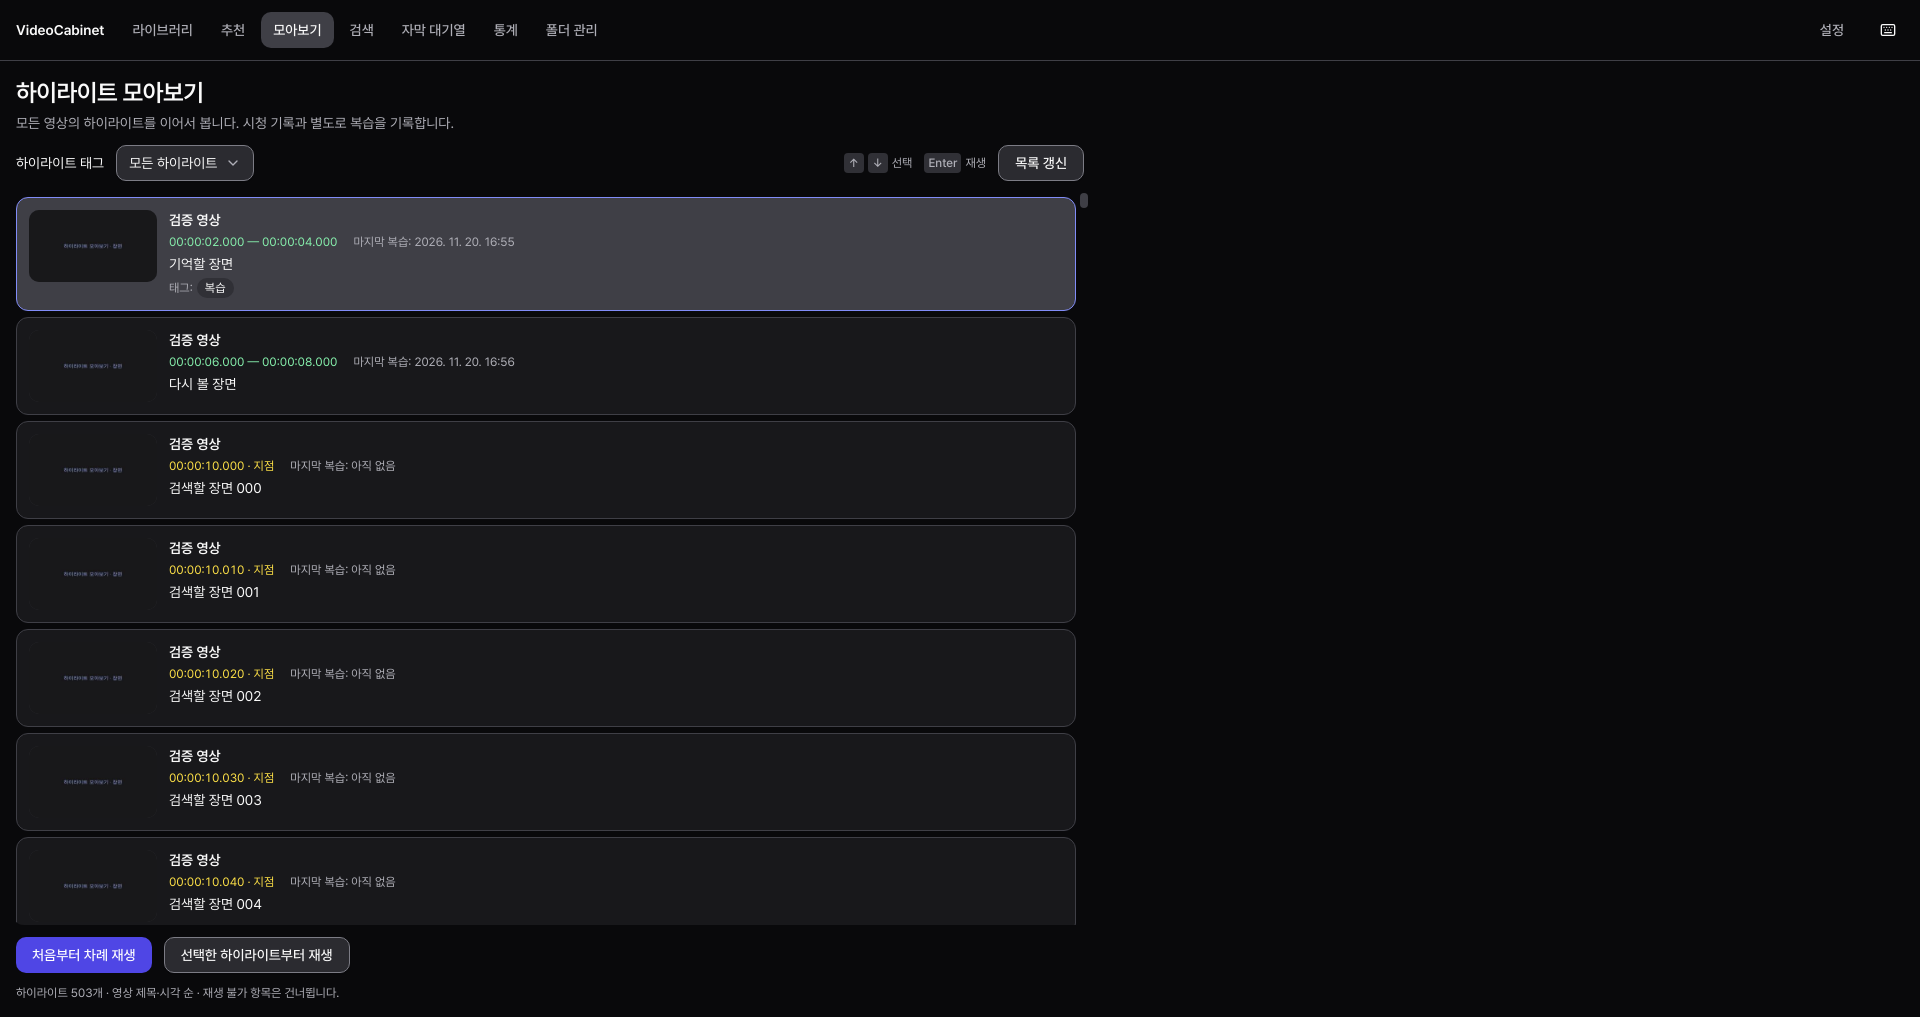 VideoCabinet 라이브러리 추천 모아보기 검색 자막 대기열 통계 폴더 관리 설정
하이라이트 모아보기
모든 영상의 하이라이트를 이어서 봅니다. 시청 기록과 별도로 복습을 기록합니다.
하이라이트 태그 모든 하이라이트 ↑ ↓ 선택 Enter 재생 목록 갱신
검증 영상
00:00:02.000 — 00:00:04.000 마지막 복습: 2026. 11. 20. 16:55
기억할 장면
태그: 복습
검증 영상
00:00:06.000 — 00:00:08.000 마지막 복습: 2026. 11. 20. 16:56
다시 볼 장면
검증 영상
00:00:10.000 · 지점 마지막 복습: 아직 없음
검색할 장면 000
검증 영상
00:00:10.010 · 지점 마지막 복습: 아직 없음
검색할 장면 001
검증 영상
00:00:10.020 · 지점 마지막 복습: 아직 없음
검색할 장면 002
검증 영상
00:00:10.030 · 지점 마지막 복습: 아직 없음
검색할 장면 003
검증 영상
00:00:10.040 · 지점 마지막 복습: 아직 없음
검색할 장면 004
처음부터 차례 재생 선택한 하이라이트부터 재생
하이라이트 503개 · 영상 제목·시각 순 · 재생 불가 항목은 건너뜁니다.